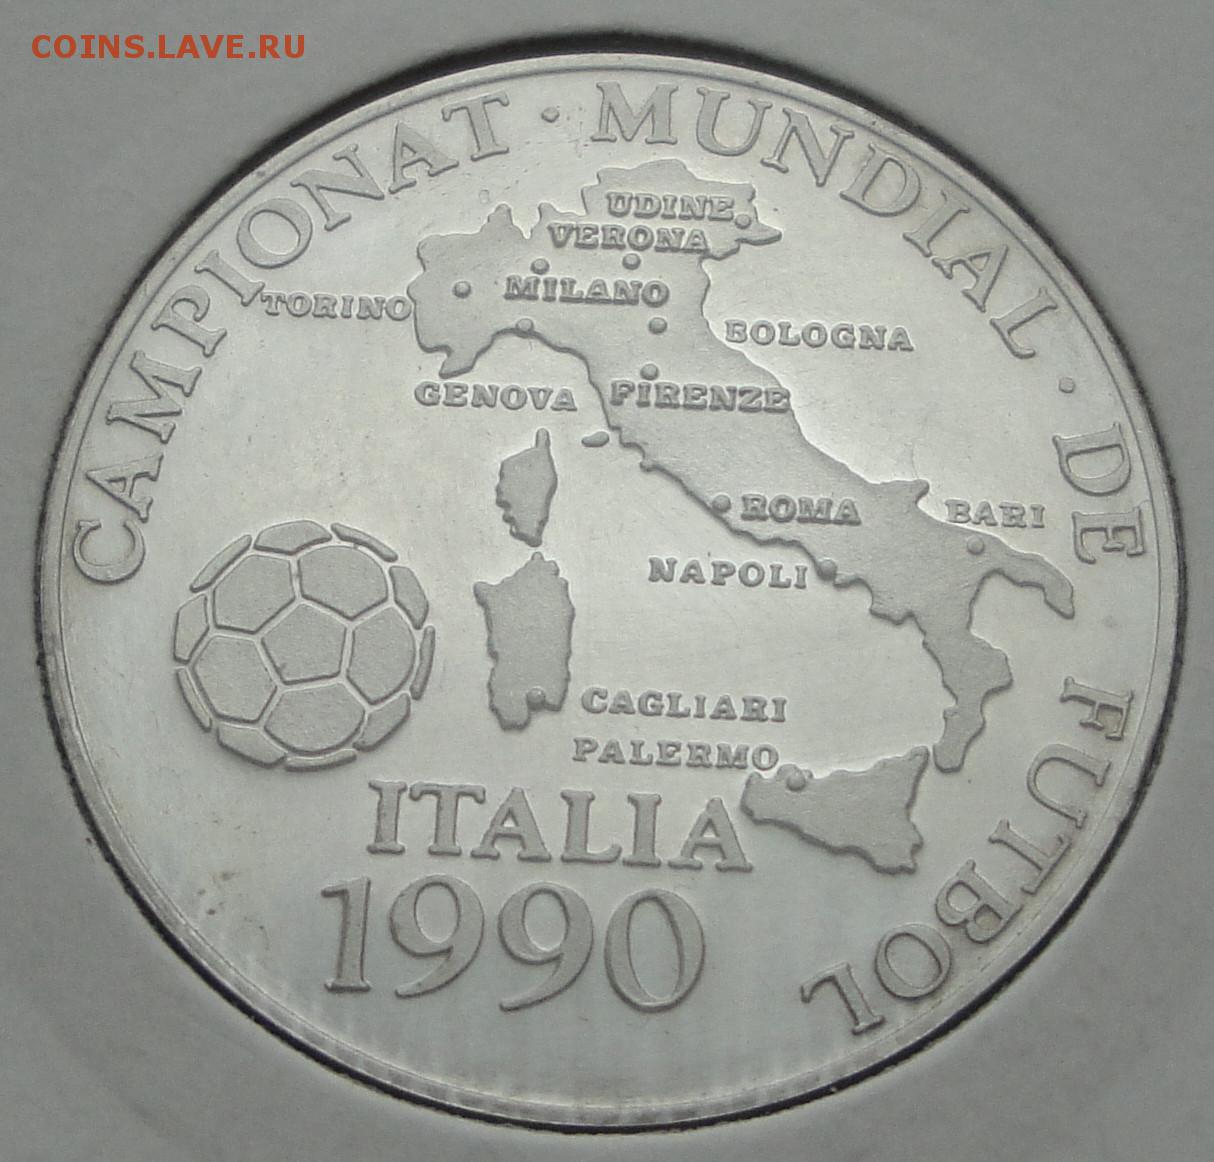 COINS.LAVE.RU
CAMPIONAT · MUNDIAL · DE FUTBOL
UDINE
VERONA
TORINO
MILANO
BOLOGNA
GENOVA
FIRENZE
ROMA
BARI
NAPOLI
CAGLIARI
PALERMO
ITALIA
1990